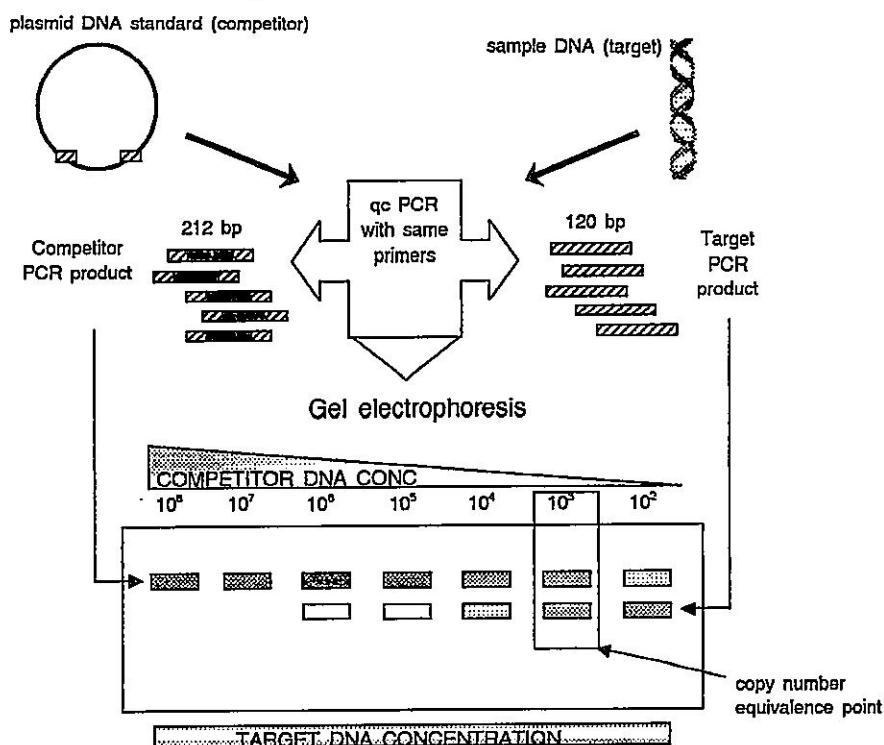 plasmid DNA standard (competitor)
sample DNA (target)
qc PCR
with same
primers
212 bp
120 bp
Competitor
PCR product
Target
PCR
product
Gel electrophoresis
COMPETITOR DNA CONC
10⁸ 10⁷ 10⁶ 10⁵ 10⁴ 10³ 10²
copy number
equivalence point
TARGET DNA CONCENTRATION